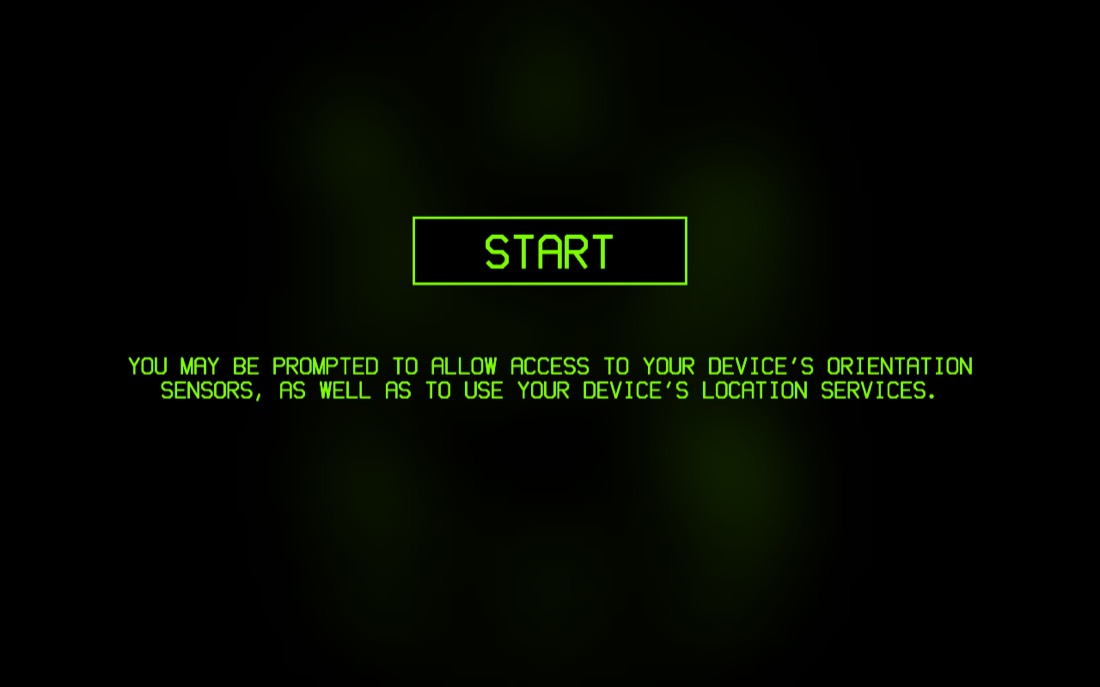 START
YOU MAY BE PROMPTED TO ALLOW ACCESS TO YOUR DEVICE'S ORIENTATION
SENSORS, AS WELL AS TO USE YOUR DEVICE'S LOCATION SERVICES.